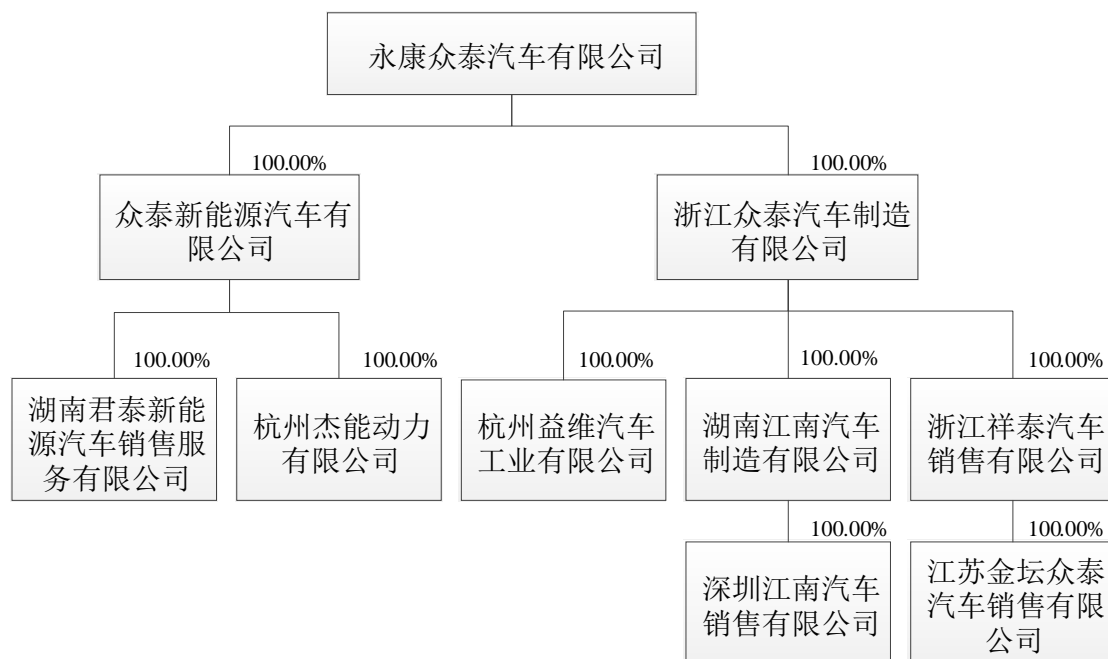 永康众泰汽车有限公司
100.00%
100.00%
众泰新能源汽车有
限公司
浙江众泰汽车制造
有限公司
100.00%
100.00%
100.00%
100.00%
100.00%
湖南君泰新能
源汽车销售服
务有限公司
杭州杰能动力
有限公司
杭州益维汽车
工业有限公司
湖南江南汽车
制造有限公司
浙江祥泰汽车
销售有限公司
100.00%
100.00%
深圳江南汽车
销售有限公司
江苏金坛众泰
汽车销售有限
公司